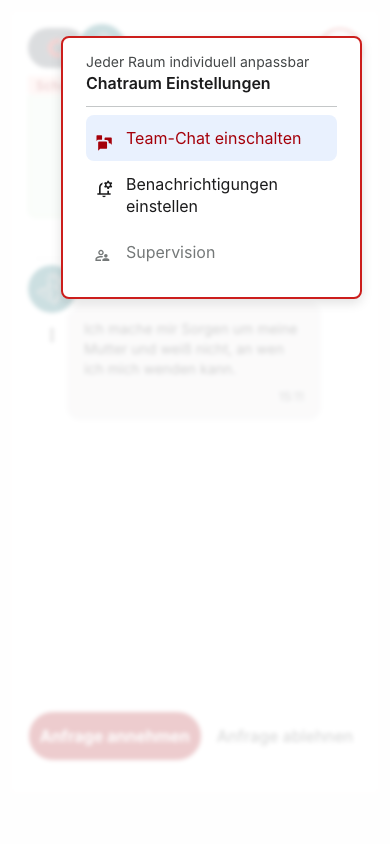 Jeder Raum individuell anpassbar
Chatraum Einstellungen
Team-Chat einschalten
Benachrichtigungen
einstellen
Supervision
Ich mache mir Sorgen um meine
Mutter und weiß nicht, an wen
ich mich wenden kann.
Anfrage annehmen
Anfrage ablehnen